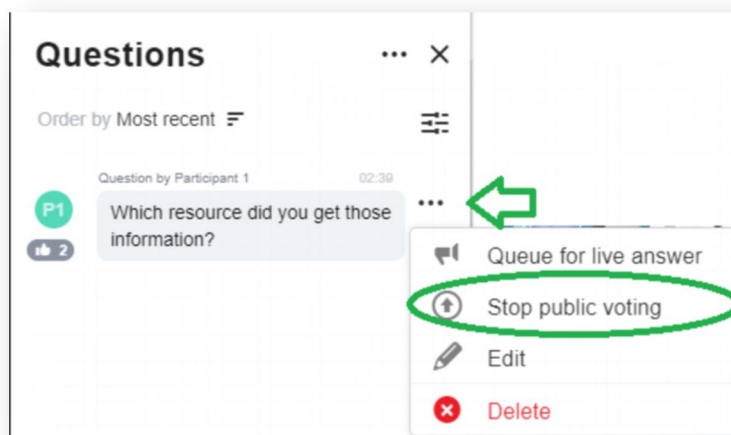 Questions
Order by Most recent
Question by Participant 1 02:39
P1
Which resource did you get those
information?
2
Queue for live answer
Stop public voting
Edit
Delete